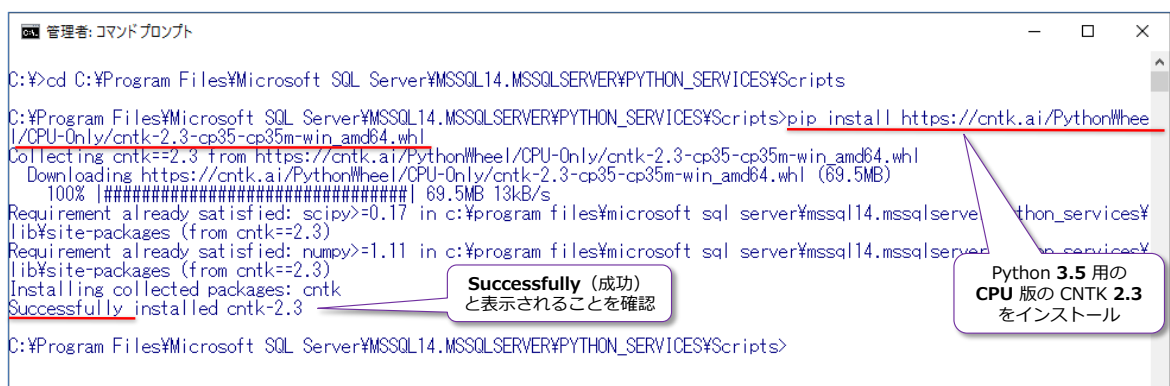 管理者: コマンド プロンプト
C:¥>cd C:¥Program Files¥Microsoft SQL Server¥MSSQL14.MSSQLSERVER¥PYTHON_SERVICES¥Scripts
C:¥Program Files¥Microsoft SQL Server¥MSSQL14.MSSQLSERVER¥PYTHON_SERVICES¥Scripts>pip install https://cntk.ai/PythonWhee
l/CPU-Only/cntk-2.3-cp35-cp35m-win_amd64.whl
Collecting cntk==2.3 from https://cntk.ai/PythonWheel/CPU-Only/cntk-2.3-cp35-cp35m-win_amd64.whl
Downloading https://cntk.ai/PythonWheel/CPU-Only/cntk-2.3-cp35-cp35m-win_amd64.whl (69.5MB)
100% |################################| 69.5MB 13kB/s
Requirement already satisfied: scipy>=0.17 in c:¥program files¥microsoft sql server¥mssql14.mssqlserve thon_services¥
lib¥site-packages (from cntk==2.3)
Requirement already satisfied: numpy>=1.11 in c:¥program files¥microsoft sql server¥mssql14.mssqlserver services¥
lib¥site-packages (from cntk==2.3)
Installing collected packages: cntk
Successfully installed cntk-2.3
C:¥Program Files¥Microsoft SQL Server¥MSSQL14.MSSQLSERVER¥PYTHON_SERVICES¥Scripts>
Successfully（成功）
と表示されることを確認
Python 3.5 用の
CPU 版の CNTK 2.3
をインストール